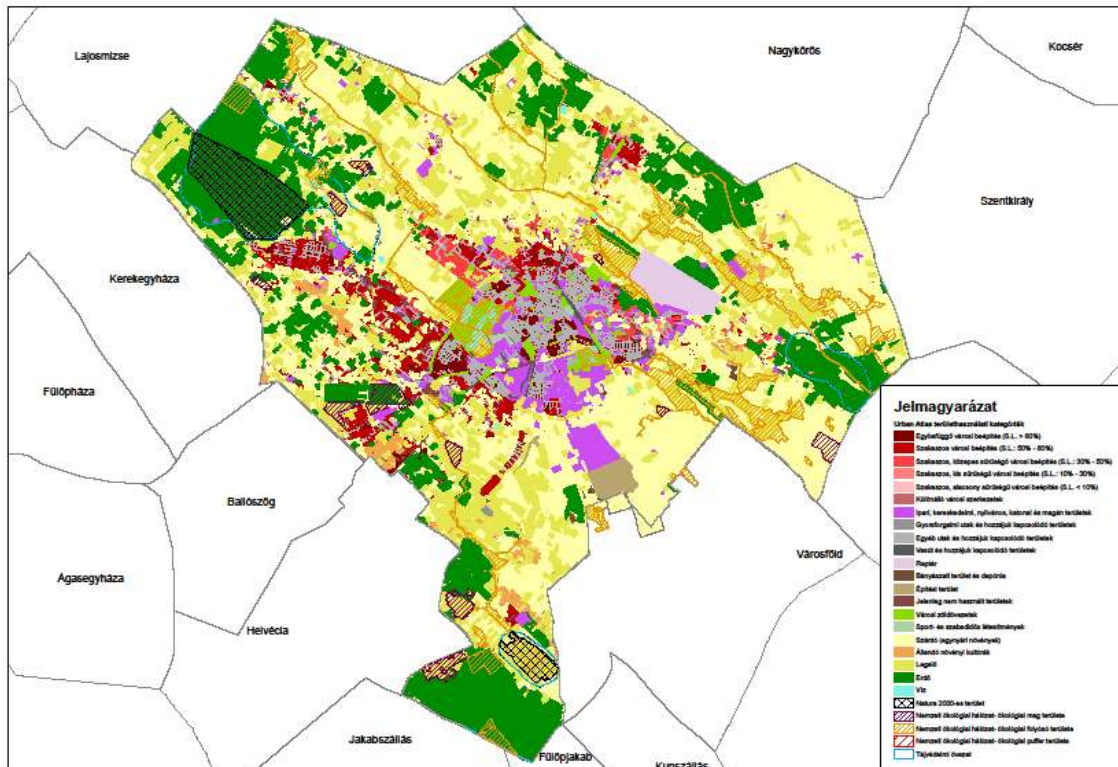 Lajosmizse
Nagykőrös
Kocsér
Szentkirály
Kerekegyháza
Fülöpháza
Ballószög
Ágasegyháza
Helvécia
Városföld
Jakabszállás
Fülöpjakab
Kunszállás
Jelmagyarázat
Urban Atlas területhasználati kategóriák
Egybefüggő városi beépítés (S.L. > 80%)
Szakaszos városi beépítés (S.L.: 50% - 80%)
Szakaszos, közepes sűrűségű városi beépítés (S.L.: 30% - 50%)
Szakaszos, kis sűrűségű városi beépítés (S.L.: 10% - 30%)
Szakaszos, alacsony sűrűségű városi beépítés (S.L. < 10%)
Különálló városi szerkezetek
Ipari, kereskedelmi, nyilvános, katonai és magán területek
Gyorsforgalmi utak és hozzájuk kapcsolódó területek
Egyéb utak és hozzájuk kapcsolódó területek
Vasút és hozzájuk kapcsolódó területek
Reptér
Bányászati terület és depónia
Építési terület
Jelenleg nem használt területek
Városi zöldövezetek
Sport- és szabadidős létesítmények
Szántó (egynyári növények)
Állandó növényi kultúrák
Legelő
Erdő
Víz
Natura 2000-es terület
Nemzeti ökológiai hálózat- ökológiai mag területe
Nemzeti ökológiai hálózat- ökológiai folyosó területe
Nemzeti ökológiai hálózat- ökológiai puffer területe
Tájvédelmi övezet